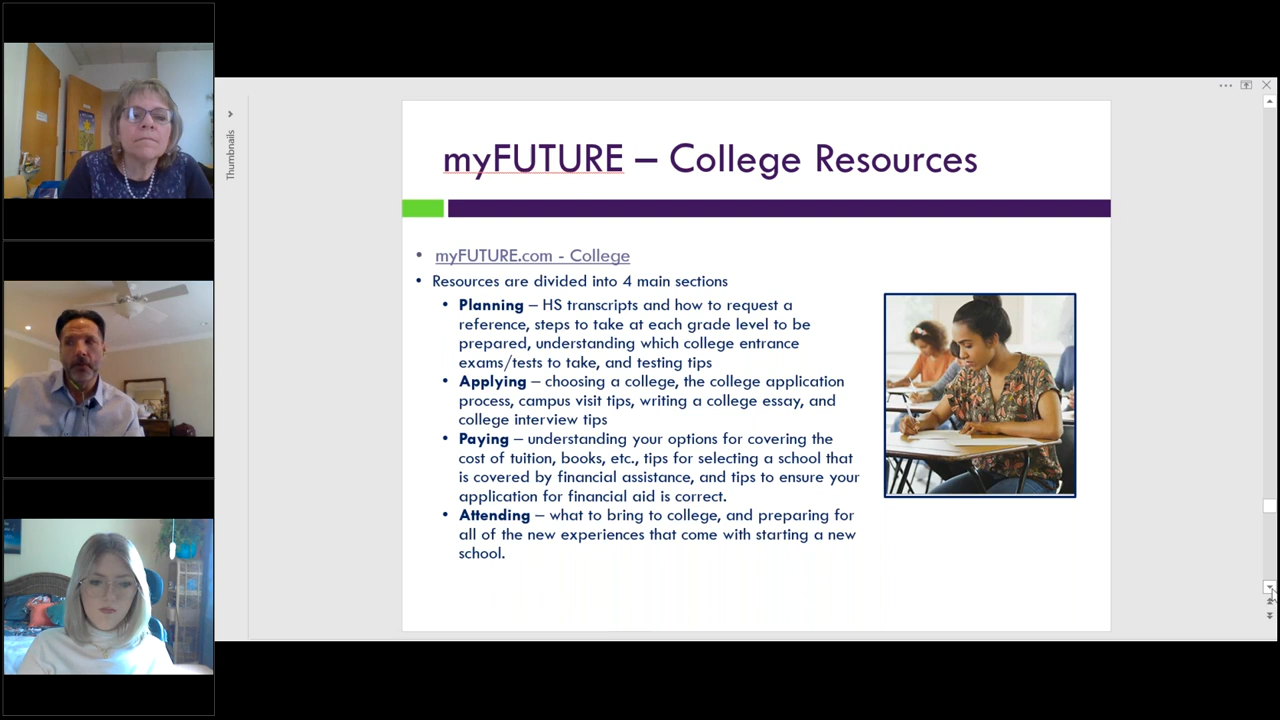 Thumbnails
myFUTURE – College Resources
• myFUTURE.com - College
• Resources are divided into 4 main sections
• Planning – HS transcripts and how to request a
reference, steps to take at each grade level to be
prepared, understanding which college entrance
exams/tests to take, and testing tips
• Applying – choosing a college, the college application
process, campus visit tips, writing a college essay, and
college interview tips
• Paying – understanding your options for covering the
cost of tuition, books, etc., tips for selecting a school that
is covered by financial assistance, and tips to ensure your
application for financial aid is correct.
• Attending – what to bring to college, and preparing for
all of the new experiences that come with starting a new
school.